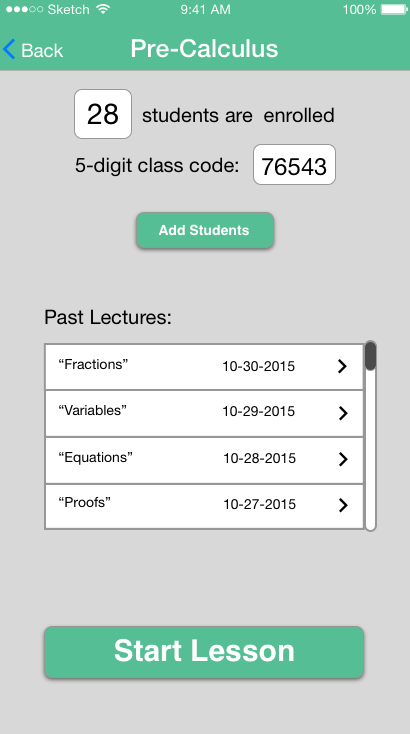 Sketch 9:41 AM 100%
Back Pre-Calculus
28 students are enrolled
5-digit class code: 76543
Add Students
Past Lectures:
“Fractions” 10-30-2015
“Variables” 10-29-2015
“Equations” 10-28-2015
“Proofs” 10-27-2015
Start Lesson